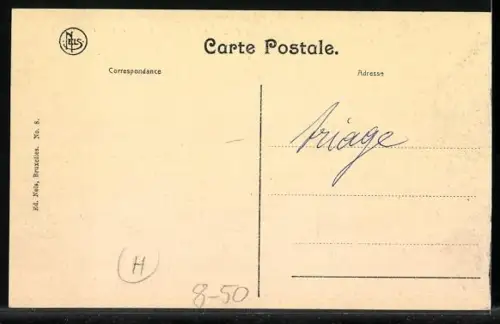 NELS
Carte Postale.
Correspondance
Adresse
triage
Ed. Nels, Bruxelles. No. 8.
H
8-50